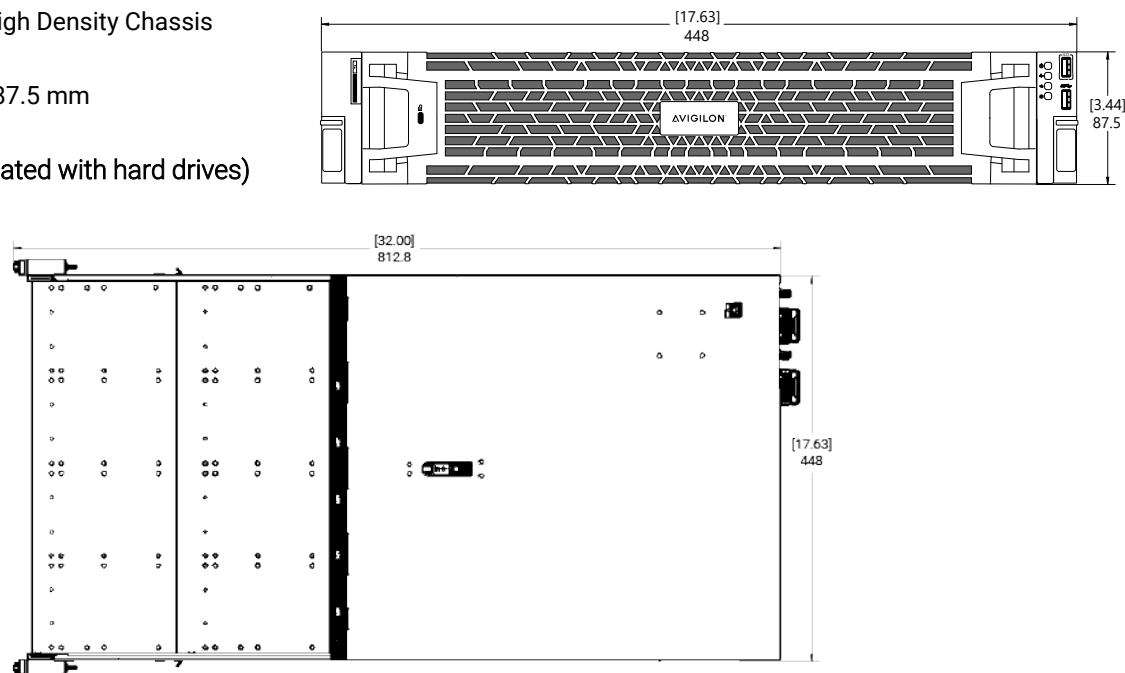 igh Density Chassis
87.5 mm
ated with hard drives)
[17.63]
448
AVIGILON
[3.44]
87.5
[32.00]
812.8
[17.63]
448